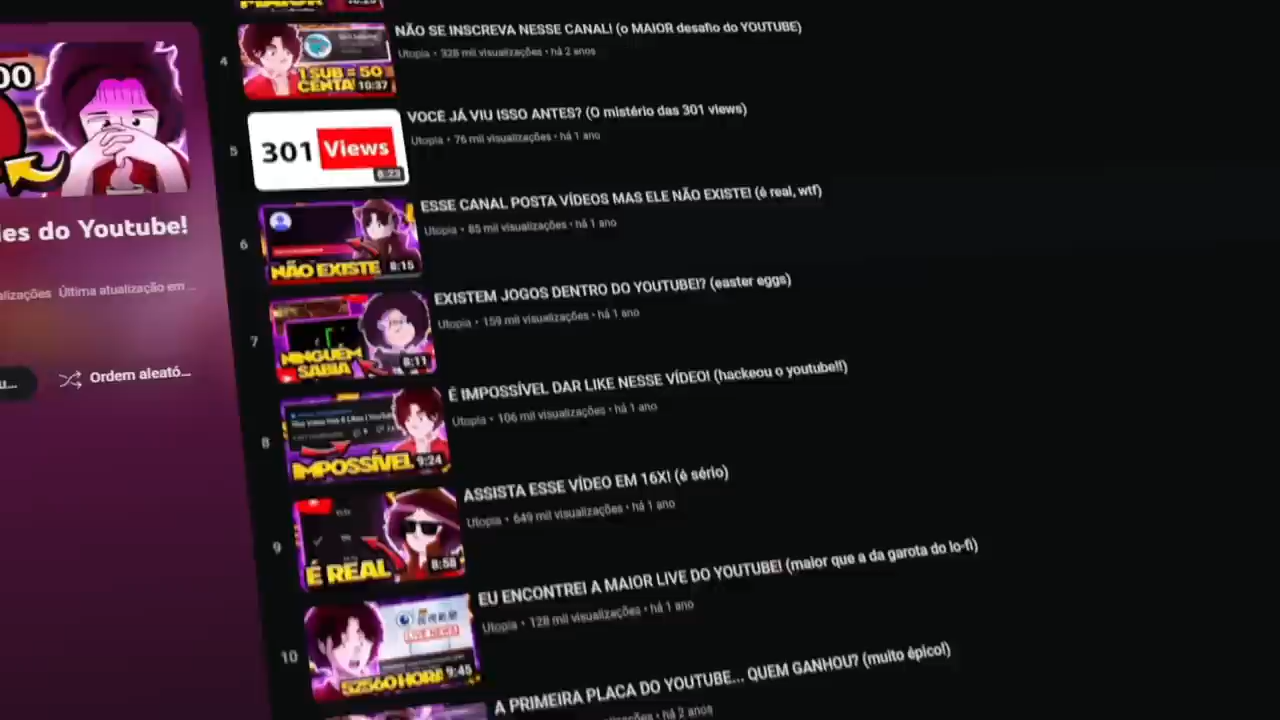 00
es do Youtube!
alizações Última atualização em ...
u...
Ordem aleató...
4
1 SUB = 50
CENTA
10:37
NÃO SE INSCREVA NESSE CANAL! (o MAIOR desafio do YOUTUBE)
Utopia • 328 mil visualizações • há 2 anos
5
301 Views
8:23
VOCÊ JÁ VIU ISSO ANTES? (O mistério das 301 views)
Utopia • 76 mil visualizações • há 1 ano
6
NÃO EXISTE
8:15
ESSE CANAL POSTA VÍDEOS MAS ELE NÃO EXISTE! (é real, wtf)
Utopia • 85 mil visualizações • há 1 ano
7
NINGUÉM
SABIA
8:11
EXISTEM JOGOS DENTRO DO YOUTUBE!? (easter eggs)
Utopia • 159 mil visualizações • há 1 ano
8
IMPOSSÍVEL
9:24
É IMPOSSÍVEL DAR LIKE NESSE VÍDEO! (hackeou o youtube!!)
Utopia • 106 mil visualizações • há 1 ano
9
É REAL
8:58
ASSISTA ESSE VÍDEO EM 16X! (é sério)
Utopia • 649 mil visualizações • há 1 ano
10
LIVE NEWS
52560 HORA
9:45
EU ENCONTREI A MAIOR LIVE DO YOUTUBE! (maior que a da garota do lo-fi)
Utopia • 128 mil visualizações • há 1 ano
A PRIMEIRA PLACA DO YOUTUBE... QUEM GANHOU? (muito épico!)
há 2 anos